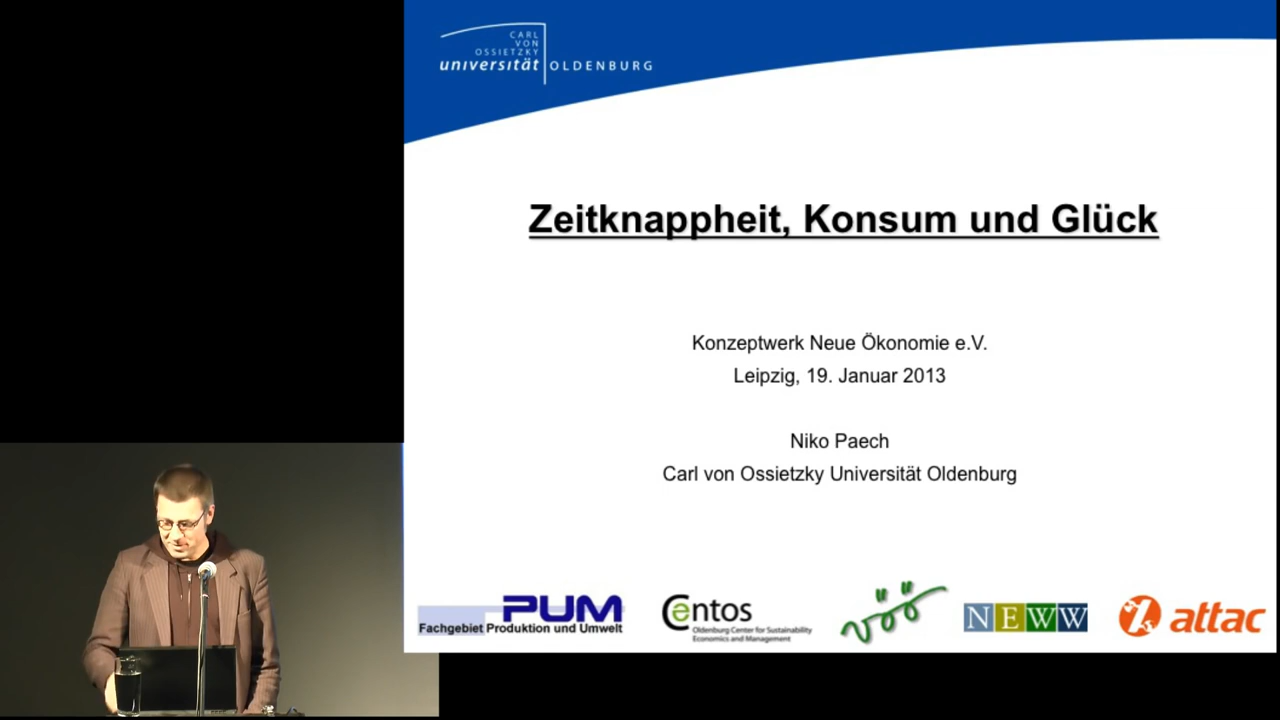 CARL
VON
OSSIETZKY
universität OLDENBURG
Zeitknappheit, Konsum und Glück
Konzeptwerk Neue Ökonomie e.V.
Leipzig, 19. Januar 2013
Niko Paech
Carl von Ossietzky Universität Oldenburg
PUM
Fachgebiet Produktion und Umwelt
Centos
Oldenburg Center for Sustainability
Economics and Management
vöö
NEWW
attac